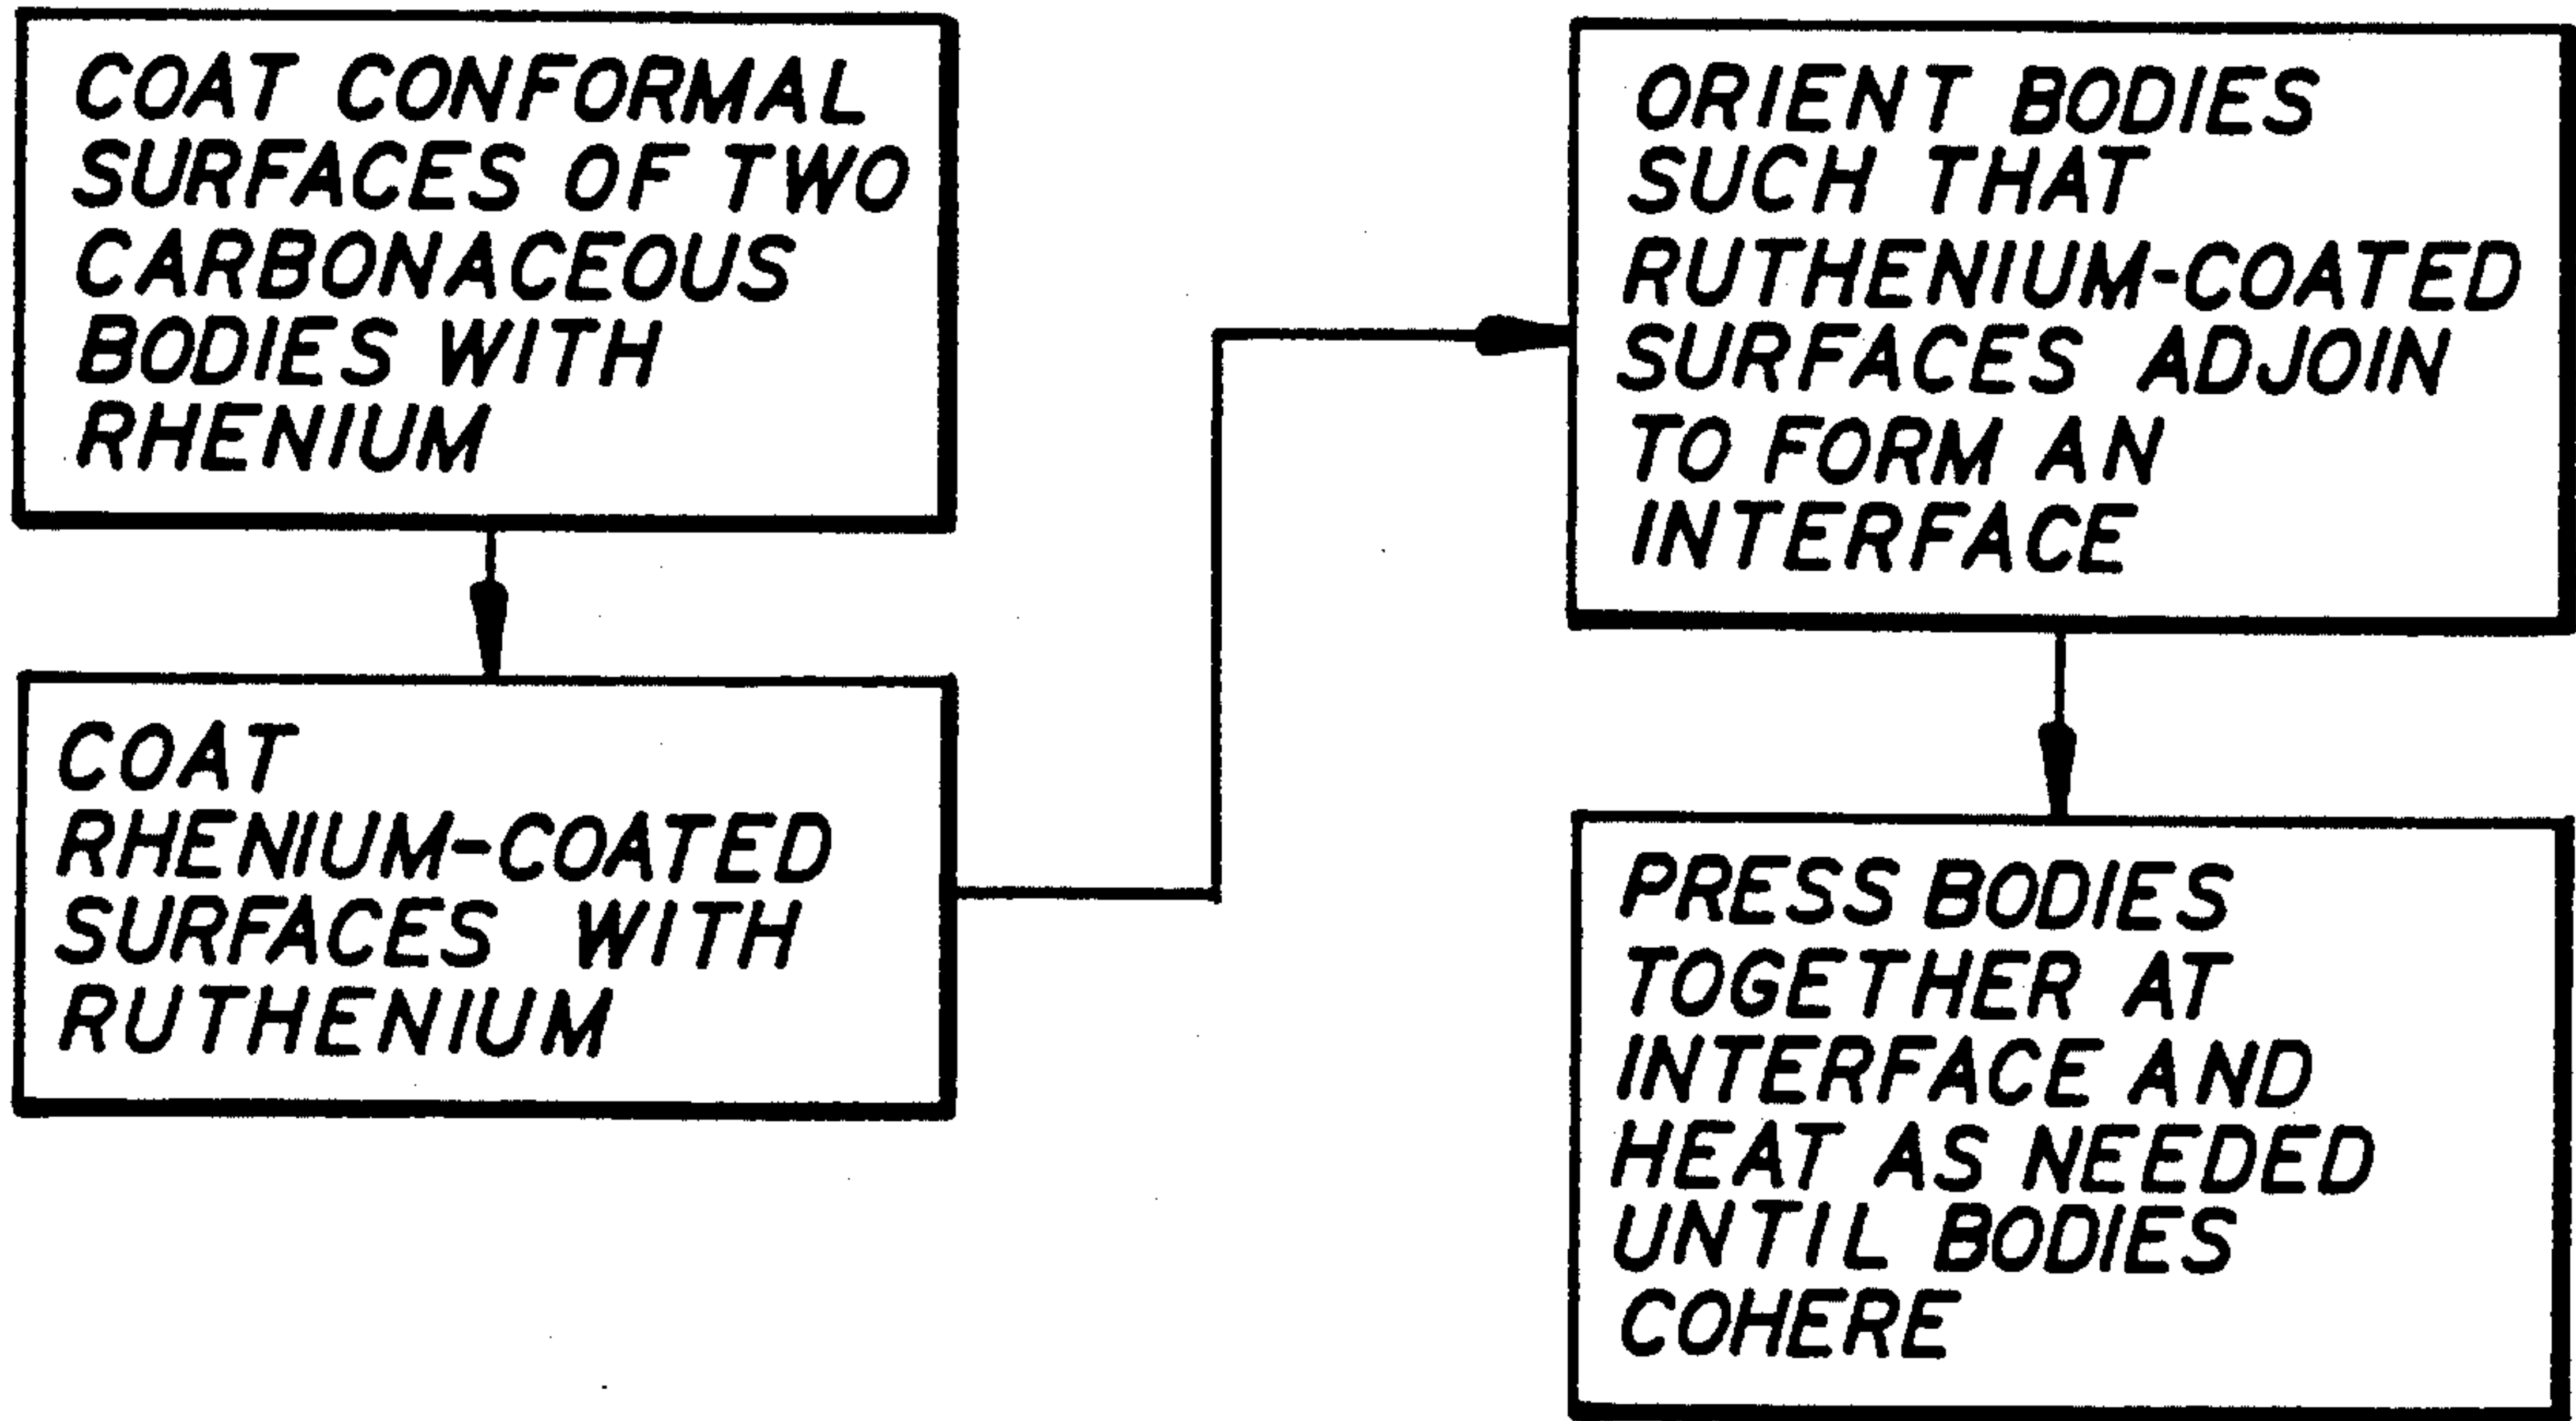 COAT CONFORMAL
SURFACES OF TWO
CARBONACEOUS
BODIES WITH
RHENIUM
COAT
RHENIUM-COATED
SURFACES WITH
RUTHENIUM
ORIENT BODIES
SUCH THAT
RUTHENIUM-COATED
SURFACES ADJOIN
TO FORM AN
INTERFACE
PRESS BODIES
TOGETHER AT
INTERFACE AND
HEAT AS NEEDED
UNTIL BODIES
COHERE